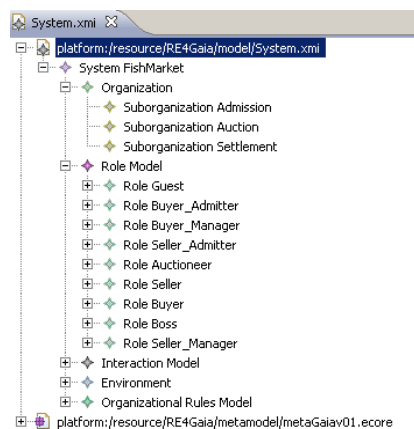 System.xmi
platform:/resource/RE4Gaia/model/System.xmi
System FishMarket
Organization
Suborganization Admission
Suborganization Auction
Suborganization Settlement
Role Model
Role Guest
Role Buyer_Admitter
Role Buyer_Manager
Role Seller_Admitter
Role Auctioneer
Role Seller
Role Buyer
Role Boss
Role Seller_Manager
Interaction Model
Environment
Organizational Rules Model
platform:/resource/RE4Gaia/metamodel/metaGaiav01.ecore